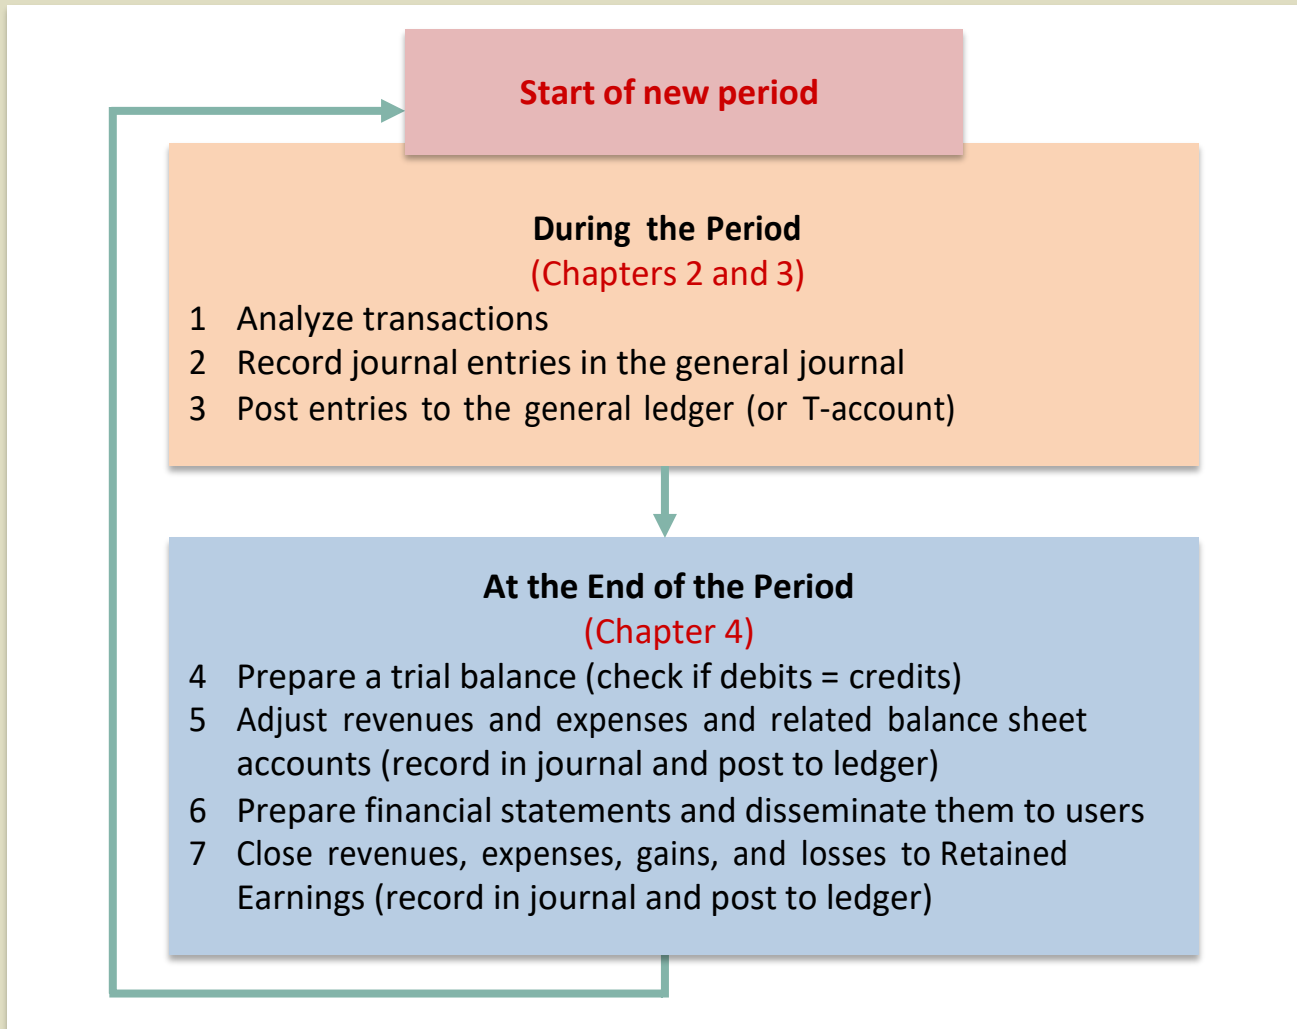 Start of new period
During the Period
(Chapters 2 and 3)
1 Analyze transactions
2 Record journal entries in the general journal
3 Post entries to the general ledger (or T-account)
At the End of the Period
(Chapter 4)
4 Prepare a trial balance (check if debits = credits)
5 Adjust revenues and expenses and related balance sheet
accounts (record in journal and post to ledger)
6 Prepare financial statements and disseminate them to users
7 Close revenues, expenses, gains, and losses to Retained
Earnings (record in journal and post to ledger)